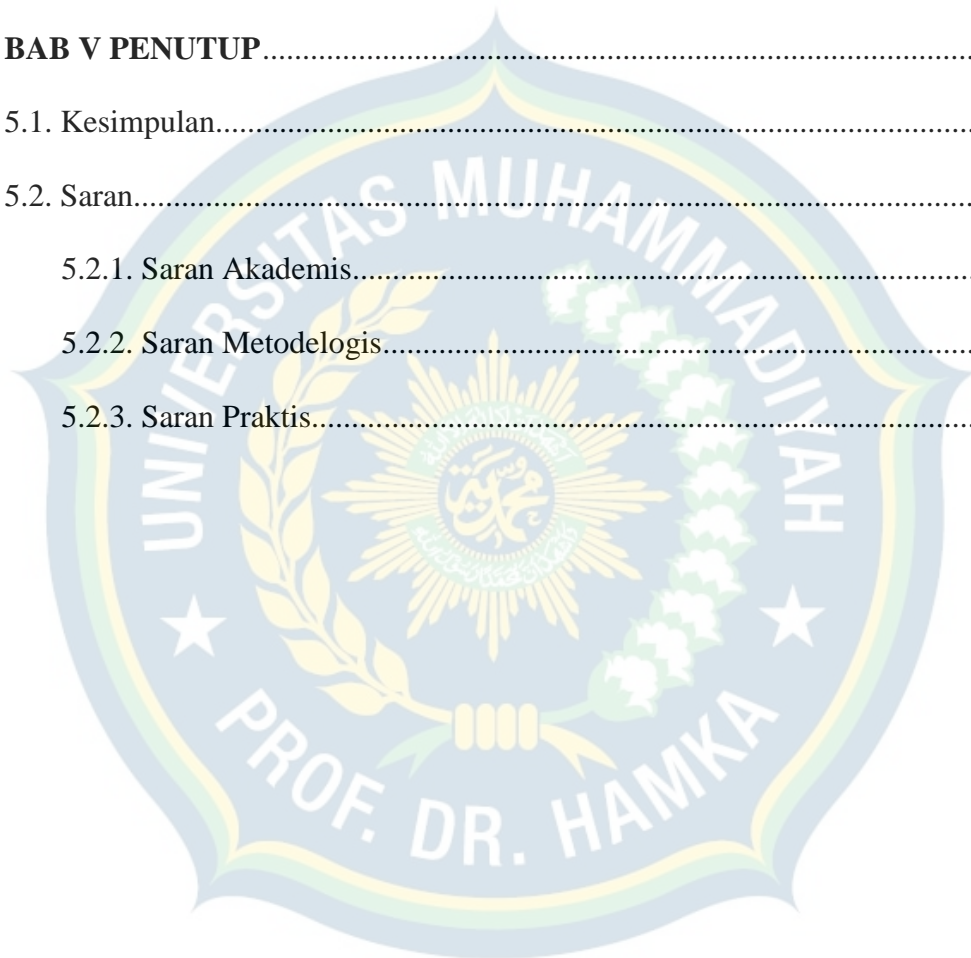 BAB V PENUTUP................................................................................
5.1. Kesimpulan................................................................................
5.2. Saran................................................................................
5.2.1. Saran Akademis................................................................................
5.2.2. Saran Metodelogis................................................................................
5.2.3. Saran Praktis................................................................................
UNIVERSITAS MUHAMMADIYAH
PROF. DR. HAMKA